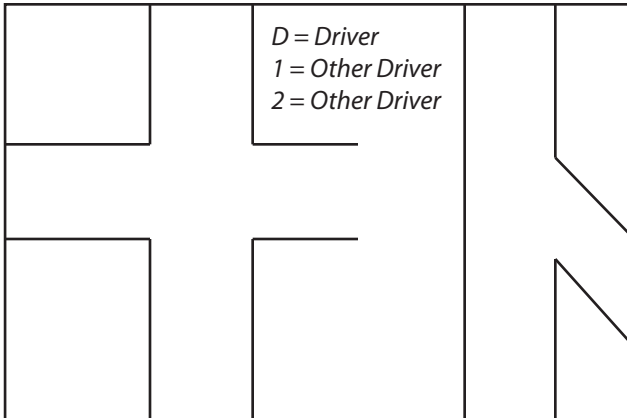 D = Driver
1 = Other Driver
2 = Other Driver